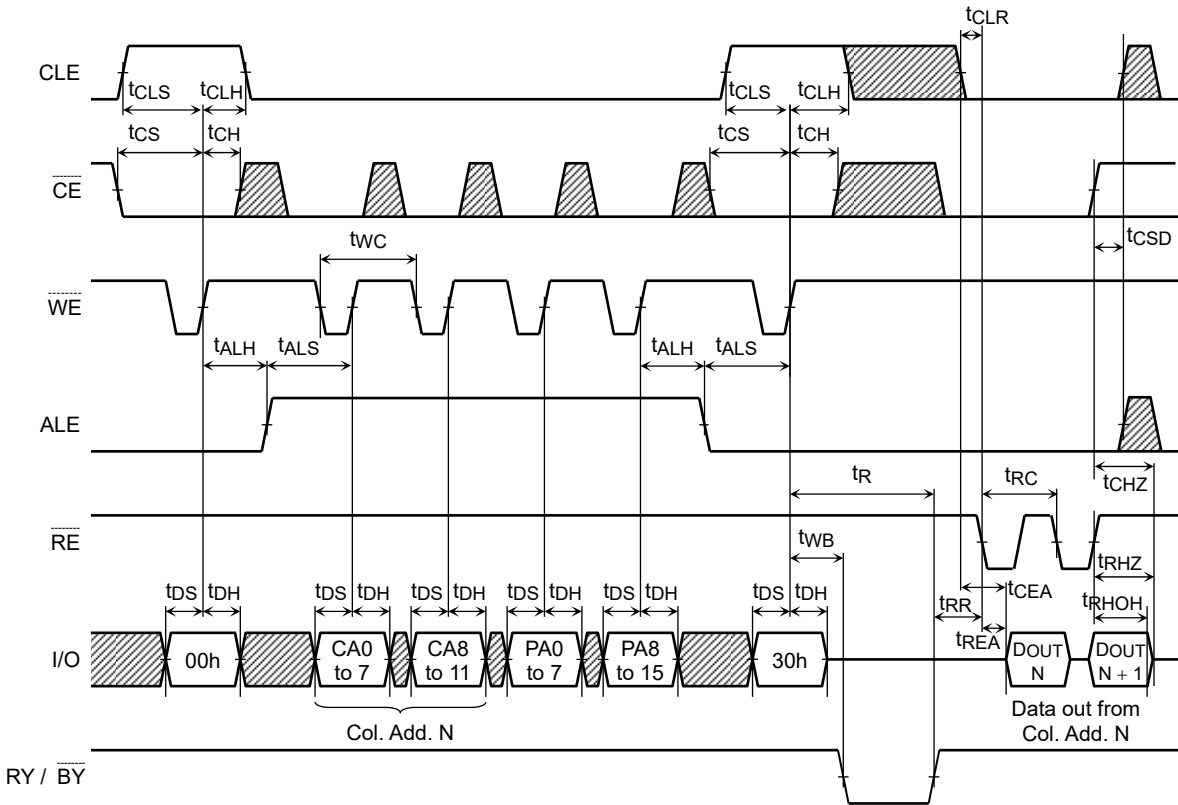 tCLR
CLE
tCLS tCLH tCLS tCLH
tCS tCH tCS tCH
CE
tWC tCSD
WE
tALH tALS tALH tALS
ALE
tR tRC tCHZ
RE
tWB
tDS tDH tDS tDH tDS tDH tDS tDH tDS tDH tDS tDH tRR tCEA tRHZ
tREA tRHOH
I/O 00h CA0 to 7 CA8 to 11 PA0 to 7 PA8 to 15 30h DOUT N DOUT N + 1
Col. Add. N
Data out from
Col. Add. N
RY / BY